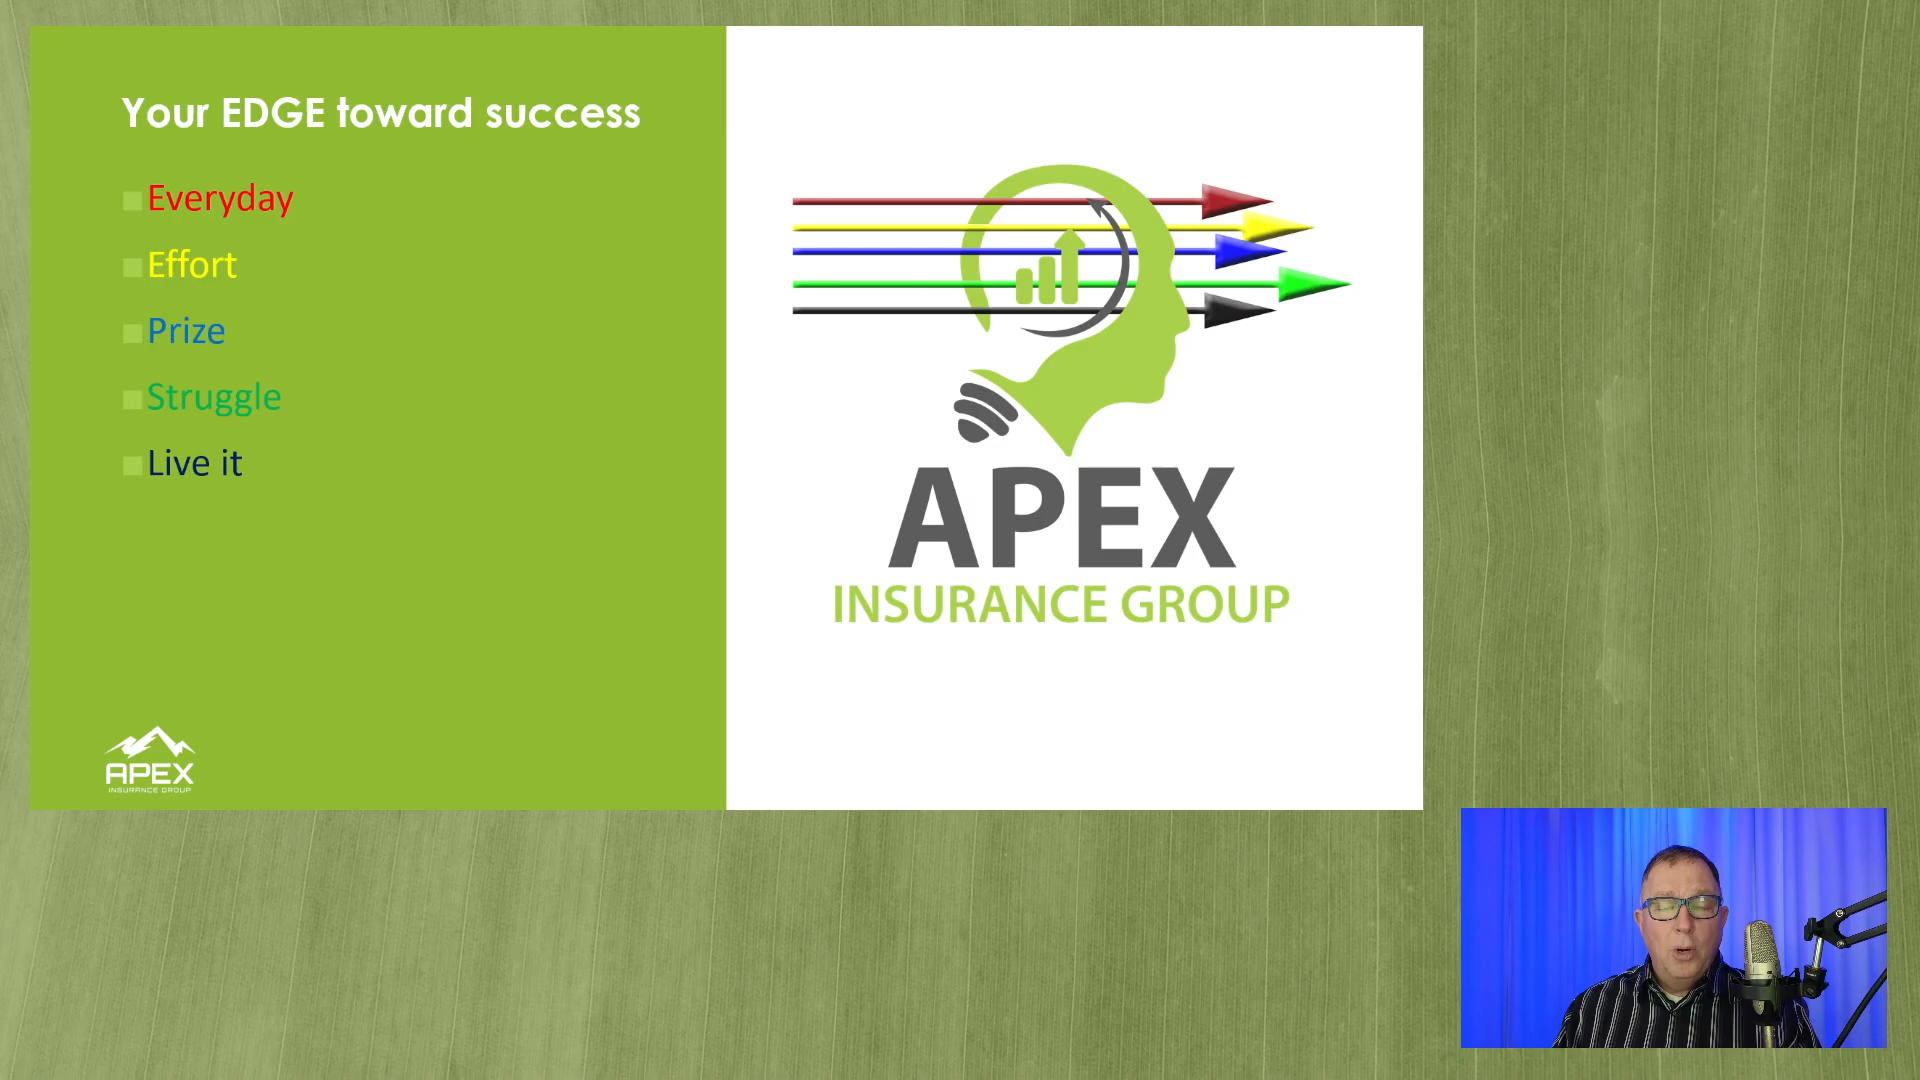 Your EDGE toward success
Everyday
Effort
Prize
Struggle
Live it
APEX
INSURANCE GROUP
APEX
INSURANCE GROUP